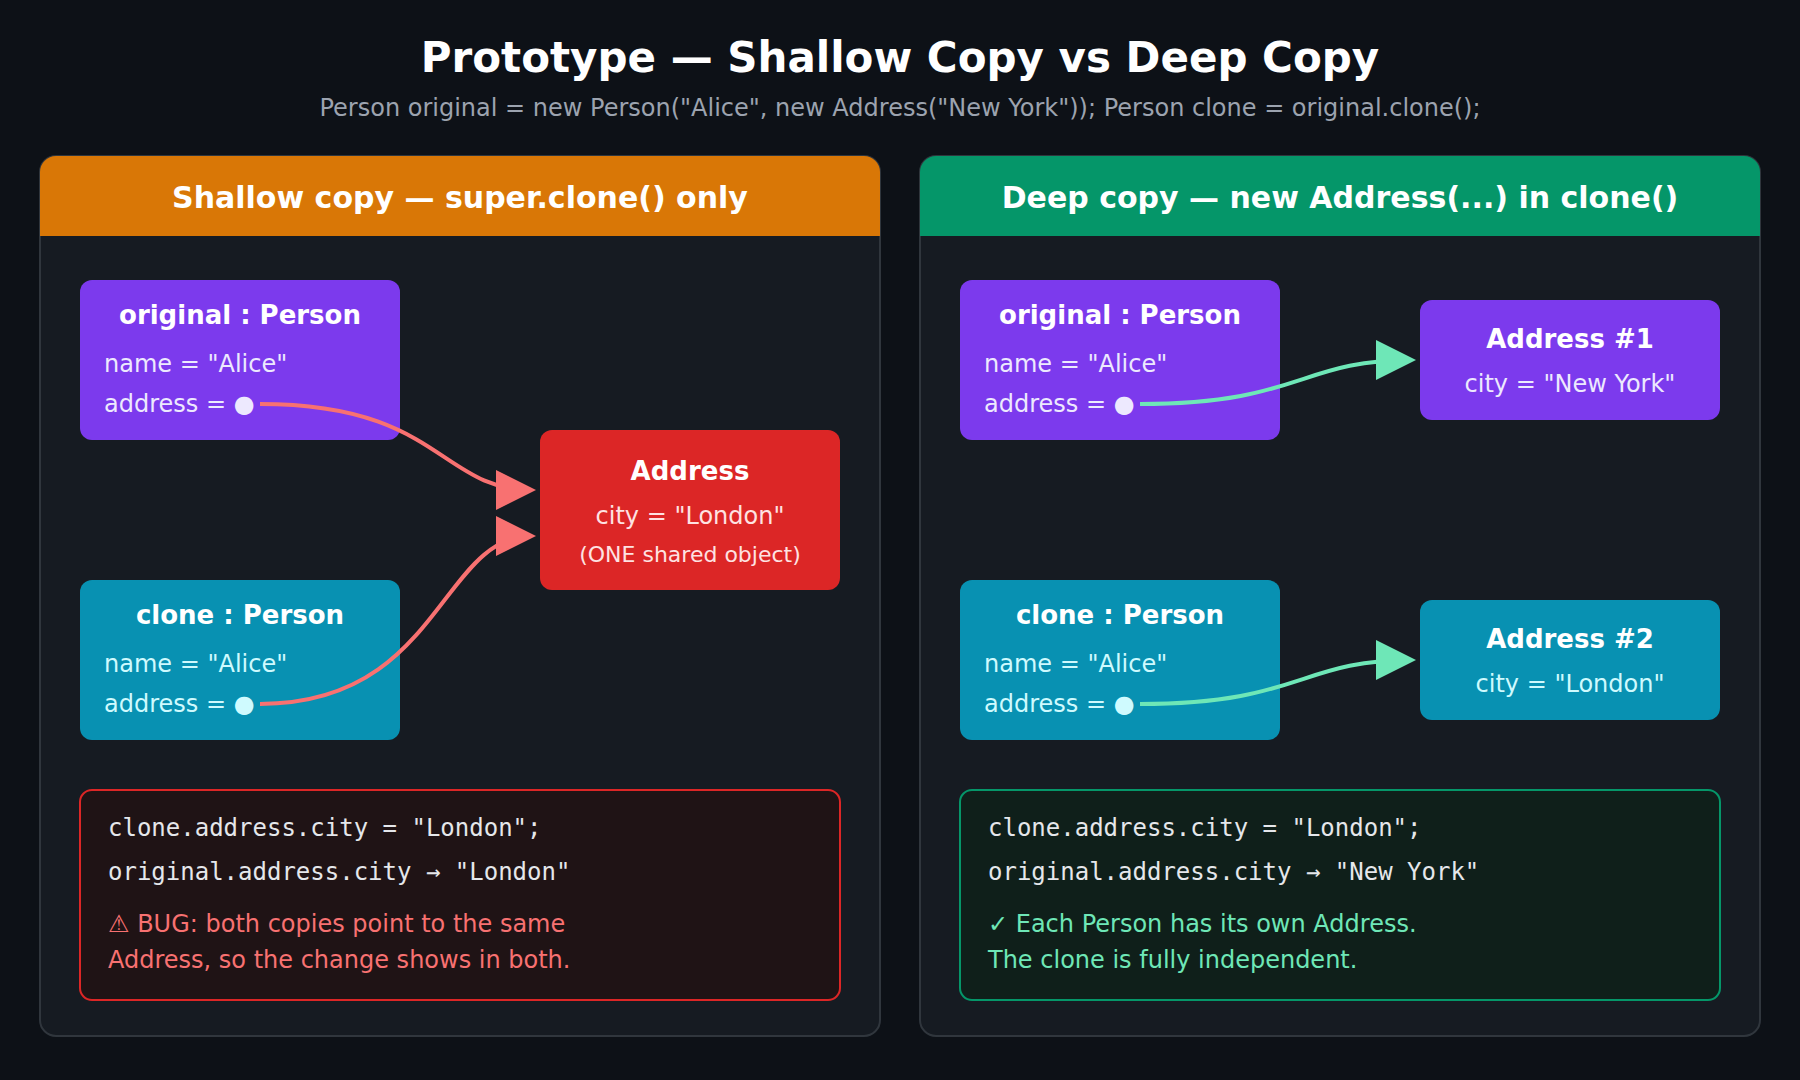 Prototype — Shallow Copy vs Deep Copy
Person original = new Person("Alice", new Address("New York")); Person clone = original.clone();
Shallow copy — super.clone() only
original : Person
name = "Alice"
address = ●
Address
city = "London"
(ONE shared object)
clone : Person
name = "Alice"
address = ●
clone.address.city = "London";
original.address.city → "London"
⚠ BUG: both copies point to the same
Address, so the change shows in both.
Deep copy — new Address(...) in clone()
original : Person
name = "Alice"
address = ●
Address #1
city = "New York"
clone : Person
name = "Alice"
address = ●
Address #2
city = "London"
clone.address.city = "London";
original.address.city → "New York"
✓ Each Person has its own Address.
The clone is fully independent.